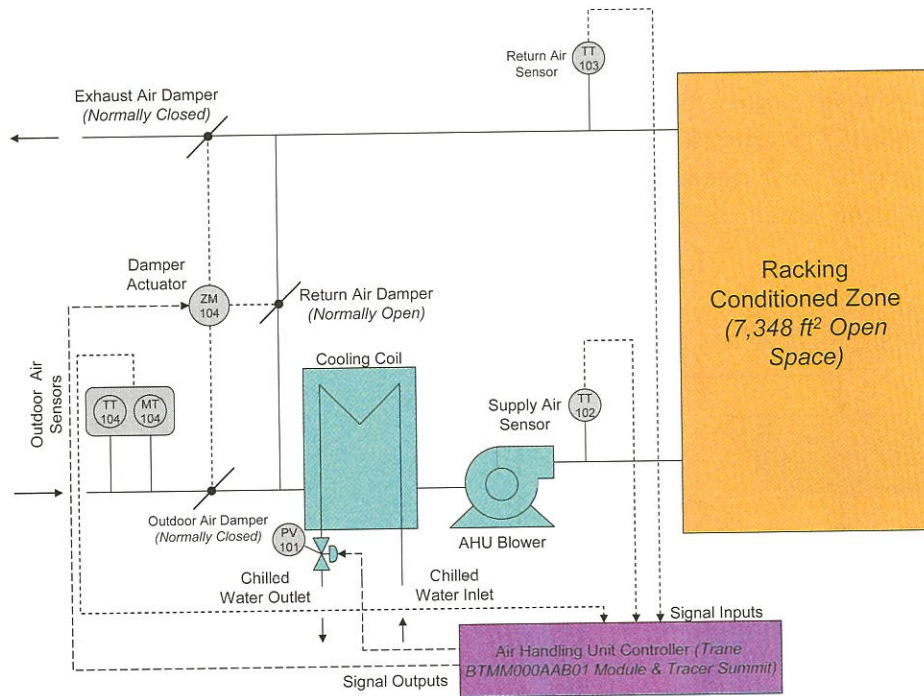 Return Air
Sensor
TT
103
Exhaust Air Damper
(Normally Closed)
Damper
Actuator
ZM
104
Return Air Damper
(Normally Open)
Racking
Conditioned Zone
(7,348 ft² Open
Space)
Outdoor Air
Sensors
TT
104
MT
104
Cooling Coil
Supply Air
Sensor
TT
102
Outdoor Air Damper
(Normally Closed)
PV
101
AHU Blower
Chilled
Water Outlet
Chilled
Water Inlet
Signal Inputs
Air Handling Unit Controller (Trane
BTMM000AAB01 Module & Tracer Summit)
Signal Outputs